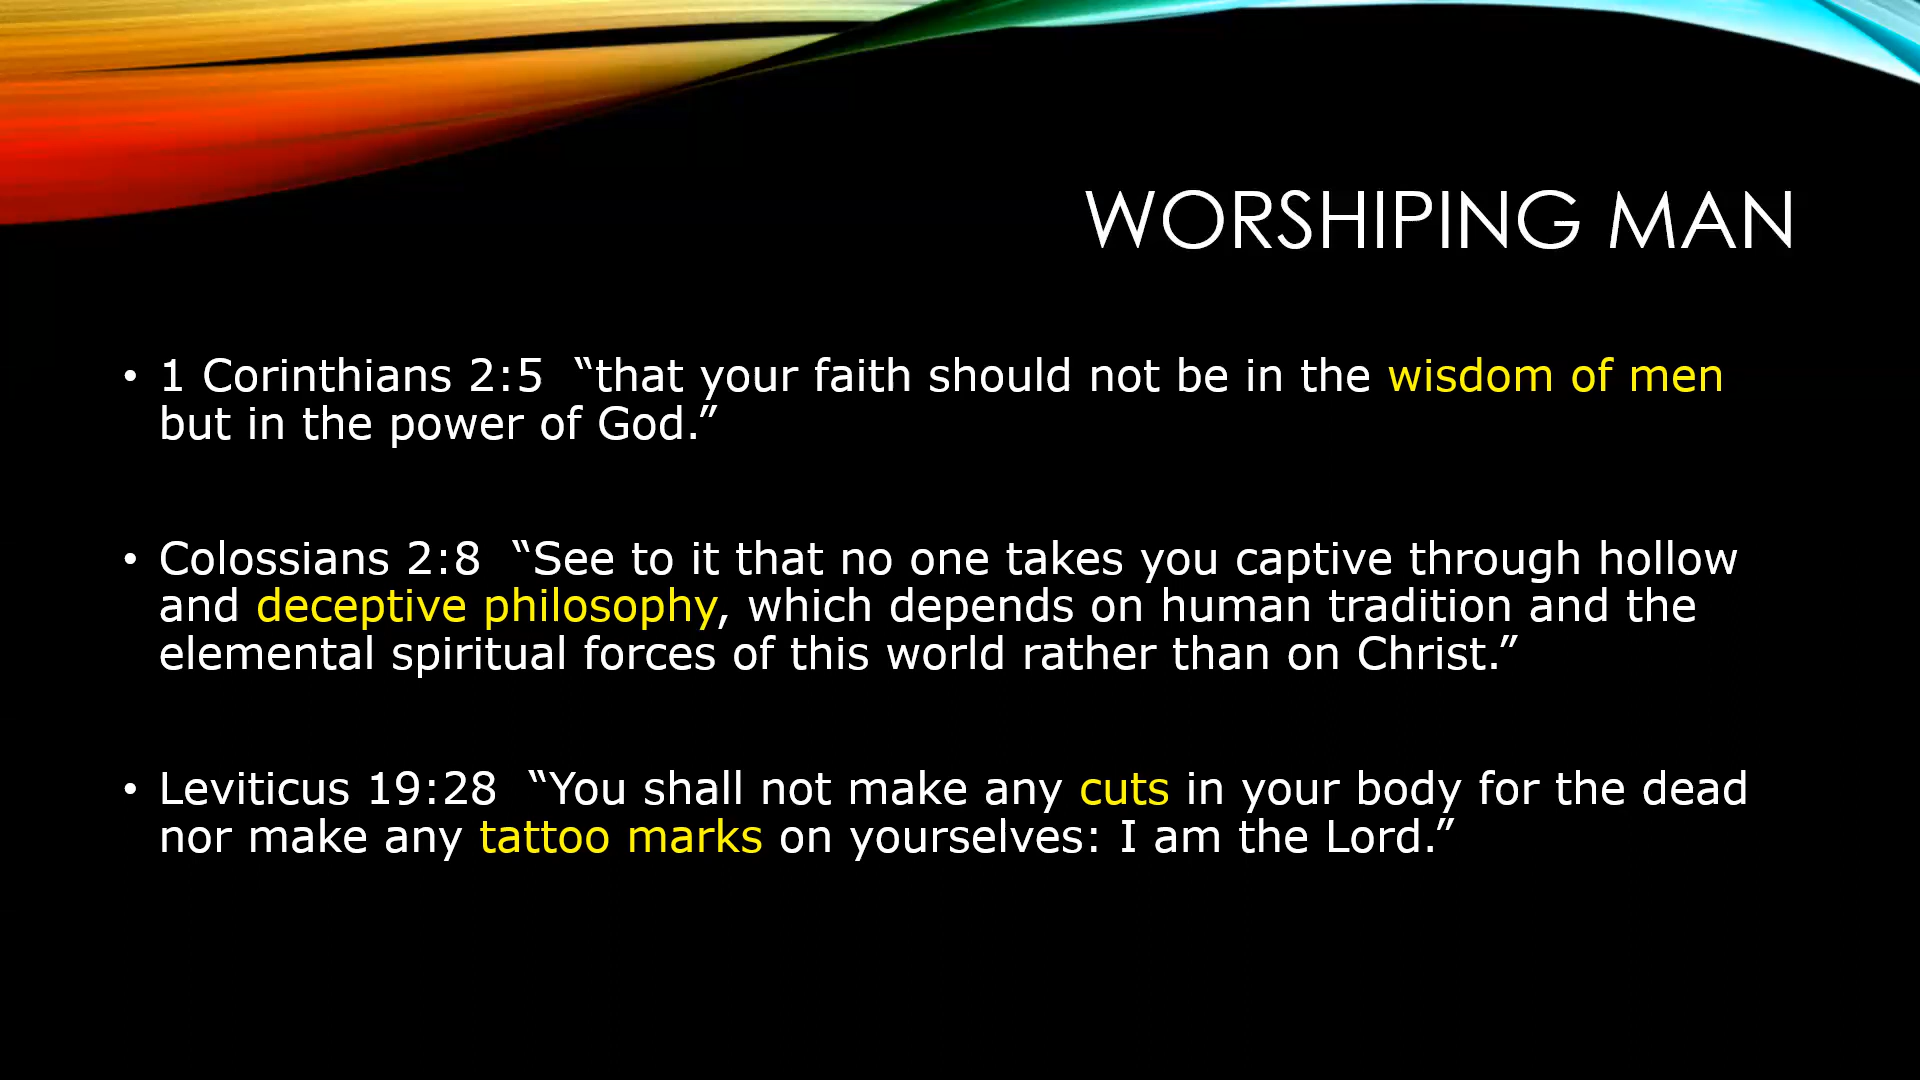 WORSHIPING MAN
• 1 Corinthians 2:5  “that your faith should not be in the wisdom of men
but in the power of God.”
• Colossians 2:8  “See to it that no one takes you captive through hollow
and deceptive philosophy, which depends on human tradition and the
elemental spiritual forces of this world rather than on Christ.”
• Leviticus 19:28  “You shall not make any cuts in your body for the dead
nor make any tattoo marks on yourselves: I am the Lord.”